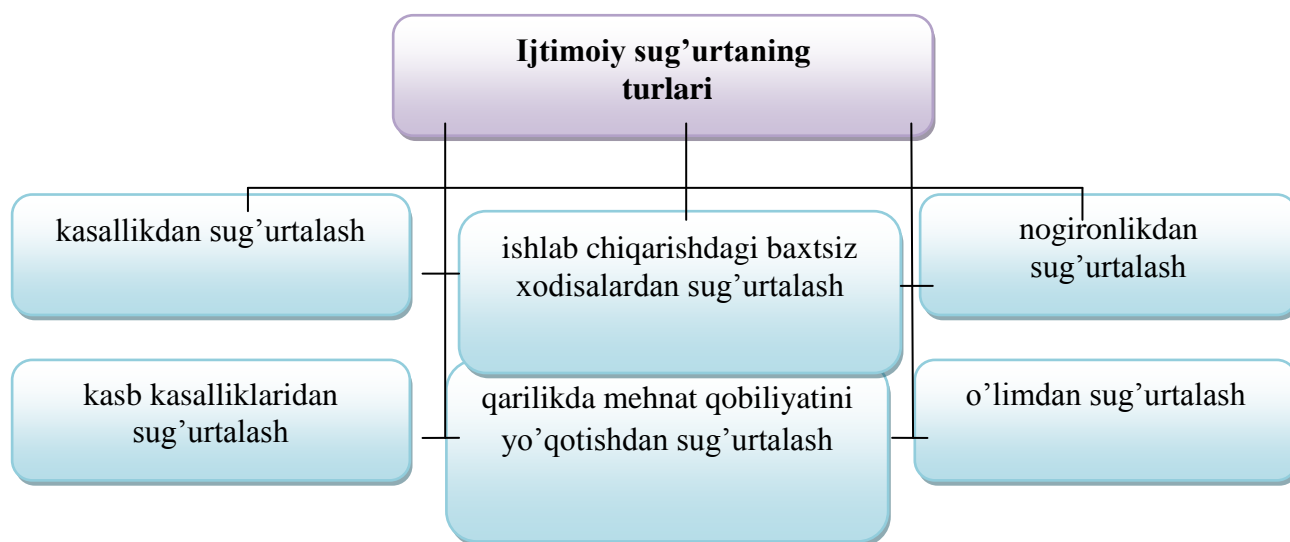 Ijtimoiy sug’urtaning
turlari
kasallikdan sug’urtalash
ishlab chiqarishdagi baxtsiz
xodisalardan sug’urtalash
nogironlikdan
sug’urtalash
kasb kasalliklaridan
sug’urtalash
qarilikda mehnat qobiliyatini
yo’qotishdan sug’urtalash
o’limdan sug’urtalash